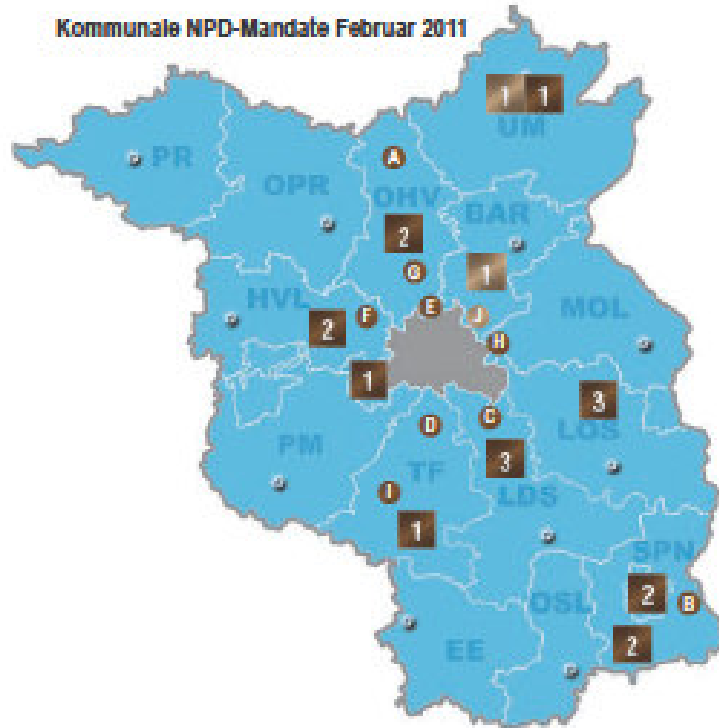 Kommunale NPD-Mandate Februar 2011
1 1
UM
A
PR
OPR
OHV
BAR
2
G
1
HVL
E
MOL
2
F
J
H
1
3
C
LOS
D
PM
3
TF
LDS
I
1
SPN
2
B
OSL
2
EE